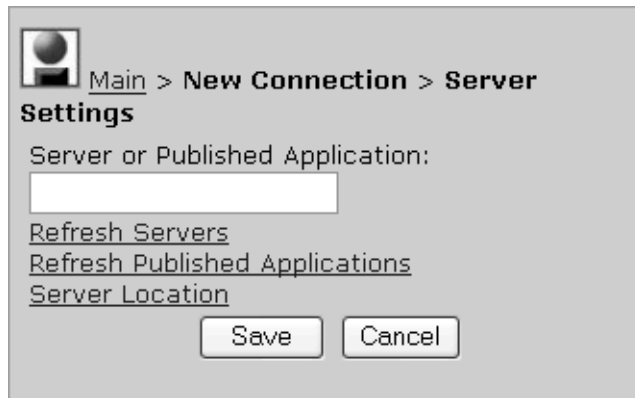 Main > New Connection > Server
Settings
Server or Published Application:
Refresh Servers
Refresh Published Applications
Server Location
Save Cancel